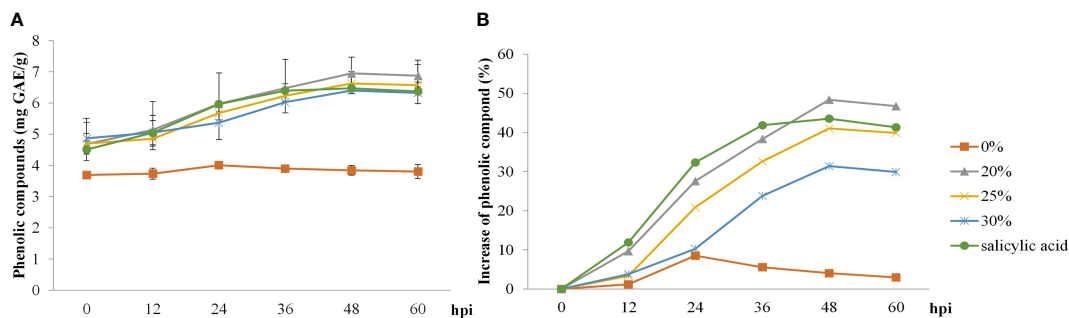 A
Phenolic compounds (mg GAE/g)
8
7
6
5
4
3
2
1
0
0 12 24 36 48 60 hpi
B
Increase of phenolic compound (%)
60
50
40
30
20
10
0
0 12 24 36 48 60 hpi
0%
20%
25%
30%
salicylic acid